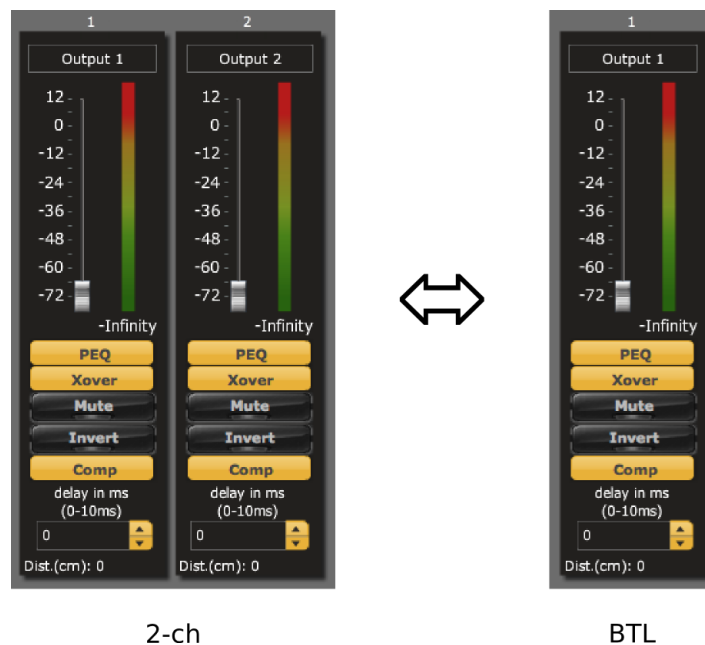 1 2 1
Output 1 Output 2 Output 1
12 12 12
0 0 0
-12 -12 -12
-24 -24 -24
-36 -36 -36
-48 -48 -48
-60 -60 -60
-72 -72 -72
-Infinity -Infinity -Infinity
PEQ PEQ PEQ
Xover Xover Xover
Mute Mute Mute
Invert Invert Invert
Comp Comp Comp
delay in ms delay in ms delay in ms
(0-10ms) (0-10ms) (0-10ms)
0 0 0
Dist.(cm): 0 Dist.(cm): 0 Dist.(cm): 0
2-ch BTL